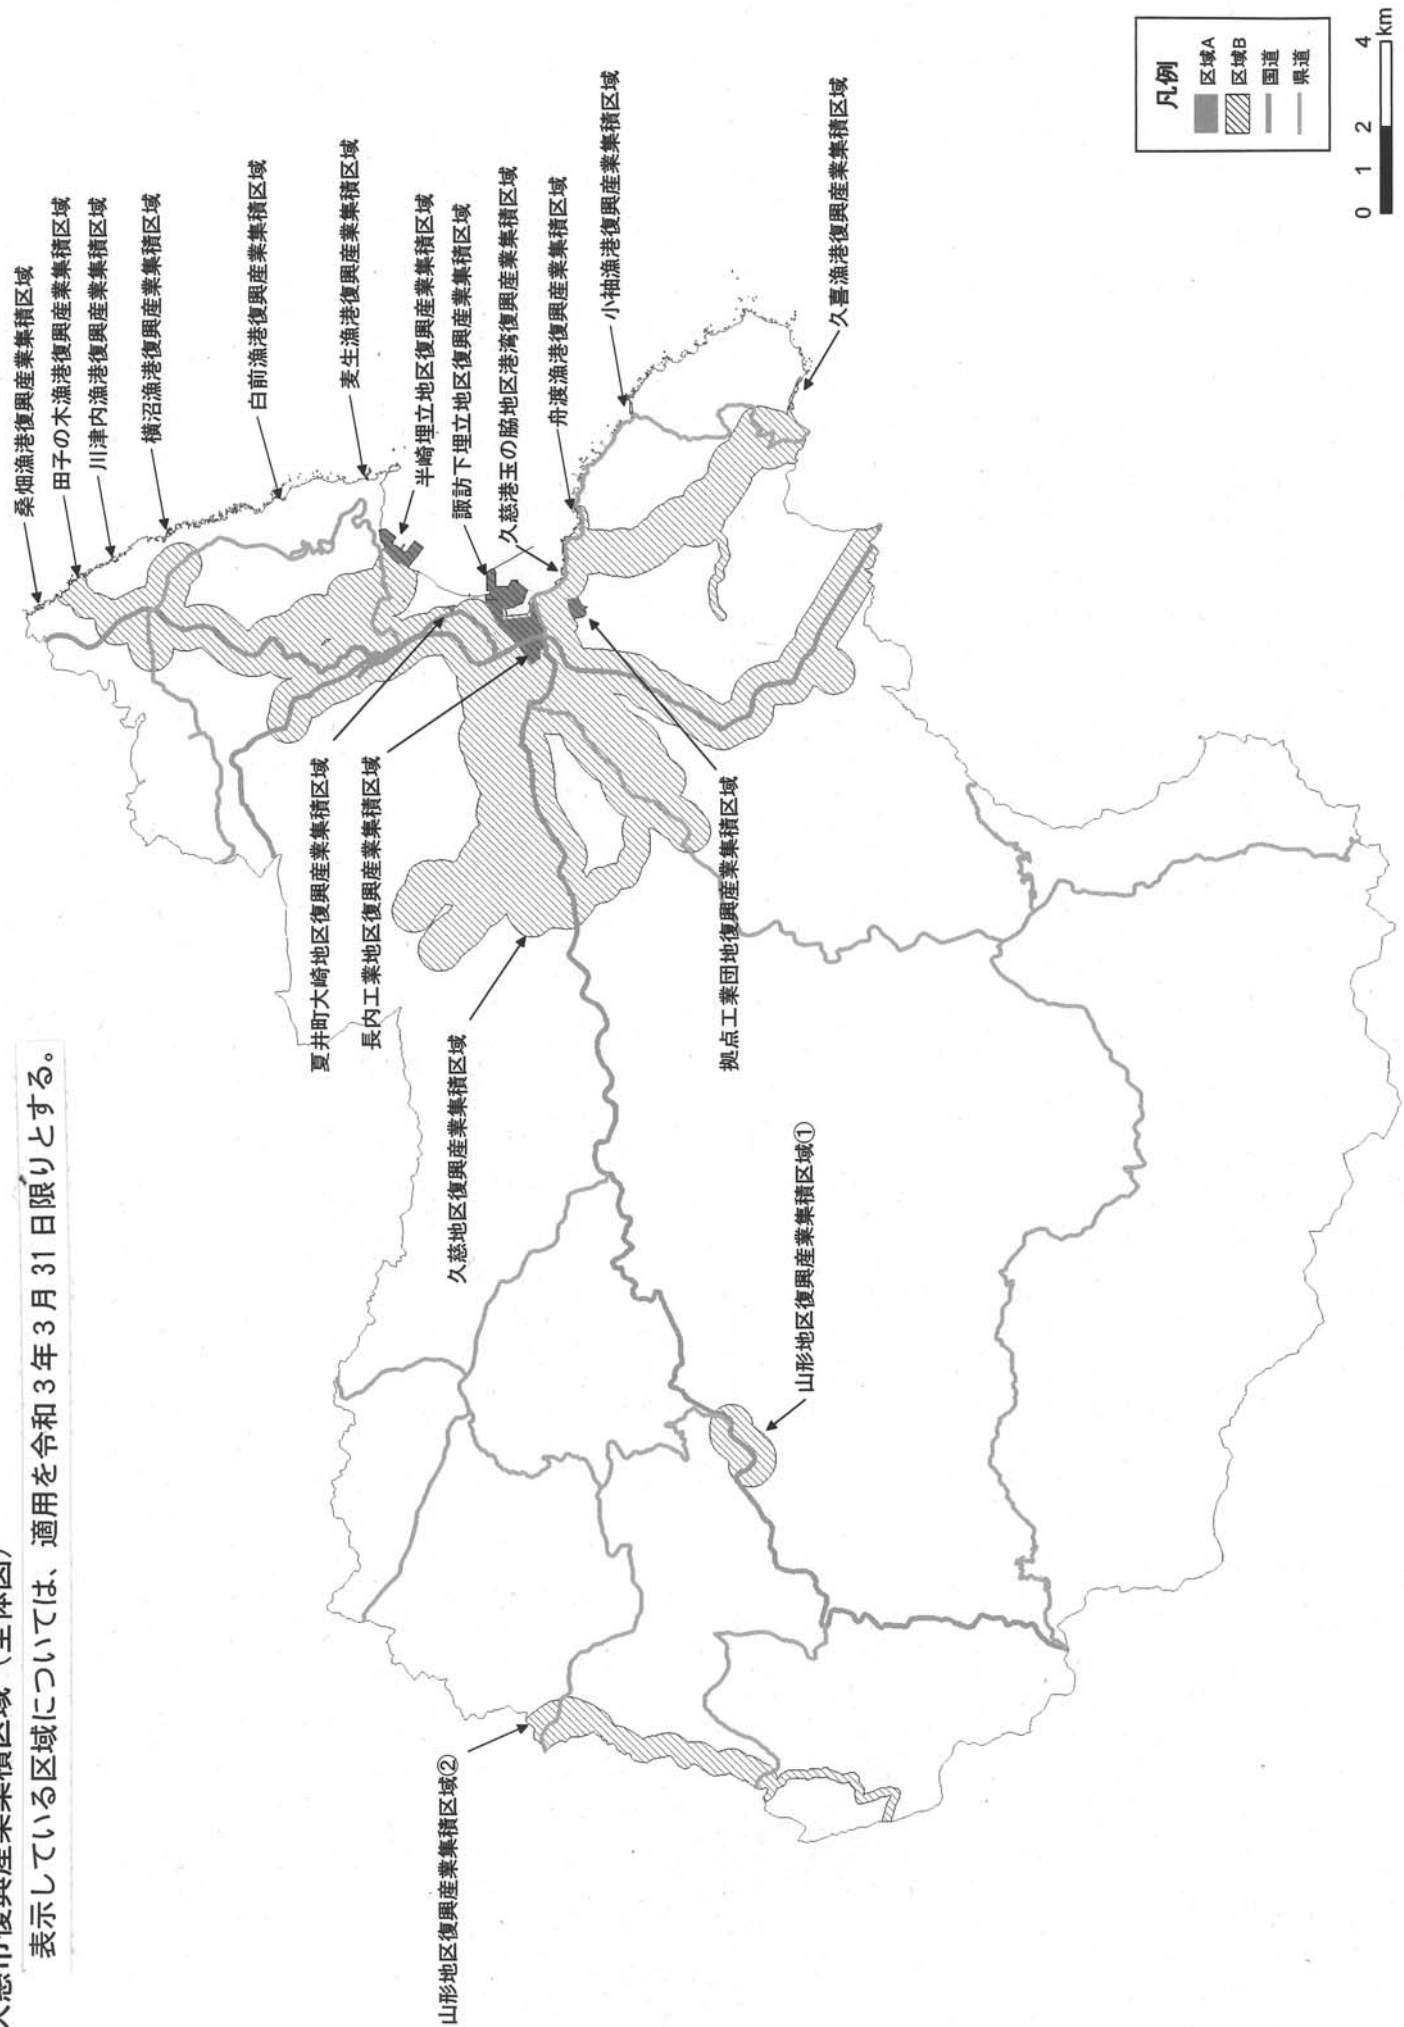 久慈市復興産業集積区域（全体図）
表示している区域については、適用を令和3年3月31日限りとする。
桑畑漁港復興産業集積区域
田子の木漁港復興産業集積区域
川津内漁港復興産業集積区域
横沼漁港復興産業集積区域
白前漁港復興産業集積区域
麦生漁港復興産業集積区域
半崎埋立地区復興産業集積区域
諏訪下埋立地区復興産業集積区域
久慈港玉の脇地区港湾復興産業集積区域
舟渡漁港復興産業集積区域
小袖漁港復興産業集積区域
久喜漁港復興産業集積区域
夏井町大崎地区復興産業集積区域
長内工業地区復興産業集積区域
久慈地区復興産業集積区域
拠点工業団地復興産業集積区域
山形地区復興産業集積区域①
山形地区復興産業集積区域②
凡例
区域A
区域B
国道
県道
0 1 2 4
km